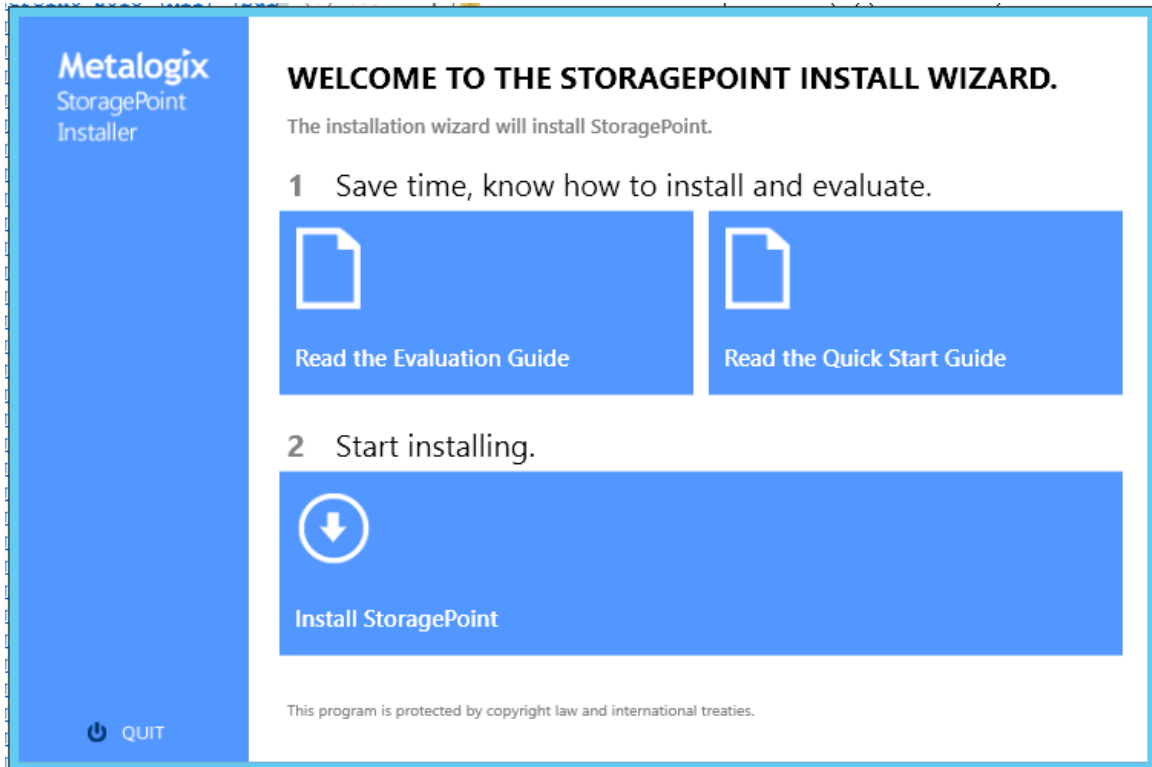 Metalogix
StoragePoint
Installer
WELCOME TO THE STORAGEPOINT INSTALL WIZARD.
The installation wizard will install StoragePoint.
1 Save time, know how to install and evaluate.
Read the Evaluation Guide
Read the Quick Start Guide
2 Start installing.
Install StoragePoint
This program is protected by copyright law and international treaties.
QUIT